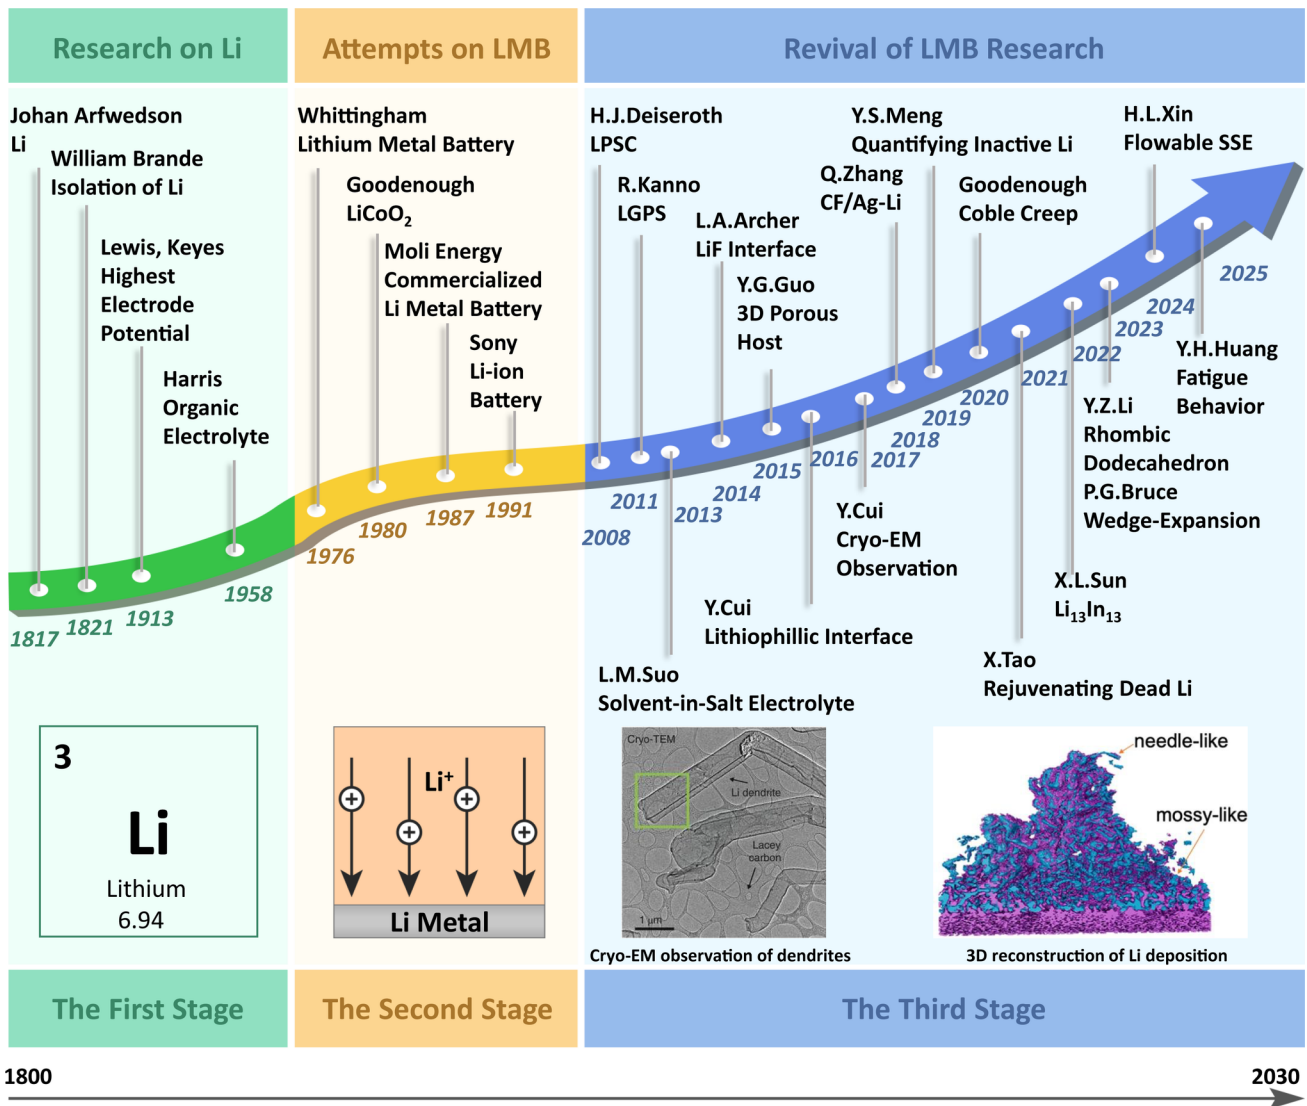 Research on Li
Attempts on LMB
Revival of LMB Research
Johan Arfwedson
Li
William Brande
Isolation of Li
Lewis, Keyes
Highest
Electrode
Potential
Harris
Organic
Electrolyte
1817
1821
1913
1958
Whittingham
Lithium Metal Battery
Goodenough
LiCoO₂
Moli Energy
Commercialized
Li Metal Battery
Sony
Li-ion
Battery
1976
1980
1987
1991
H.J.Deiseroth
LPSC
R.Kanno
LGPS
L.A.Archer
LiF Interface
Y.G.Guo
3D Porous
Host
Q.Zhang
CF/Ag-Li
Y.S.Meng
Quantifying Inactive Li
Goodenough
Coble Creep
H.L.Xin
Flowable SSE
2008
2011
2013
2014
2015
2016
2017
2018
2019
2020
2021
2022
2023
2024
2025
L.M.Suo
Solvent-in-Salt Electrolyte
Y.Cui
Lithiophillic Interface
Y.Cui
Cryo-EM
Observation
X.Tao
Rejuvenating Dead Li
X.L.Sun
Li₁₃In₁₃
Y.Z.Li
Rhombic
Dodecahedron
P.G.Bruce
Wedge-Expansion
Y.H.Huang
Fatigue
Behavior
3
Li
Lithium
6.94
Li⁺
Li Metal
Cryo-TEM
Li dendrite
Lacey
carbon
1 μm
Cryo-EM observation of dendrites
needle-like
mossy-like
3D reconstruction of Li deposition
The First Stage
The Second Stage
The Third Stage
1800
2030